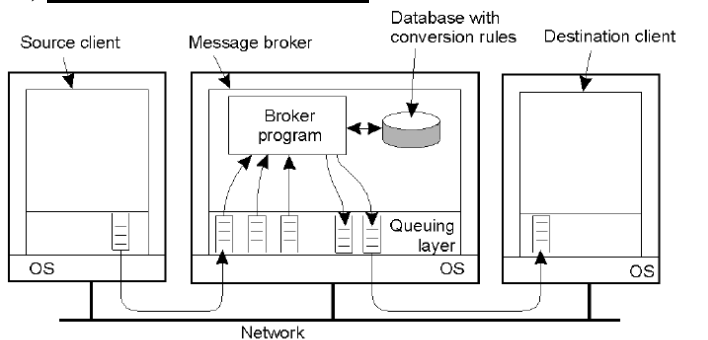 Database with
conversion rules
Source client
Message broker
Destination client
Broker
program
Queuing
layer
OS
OS
OS
Network